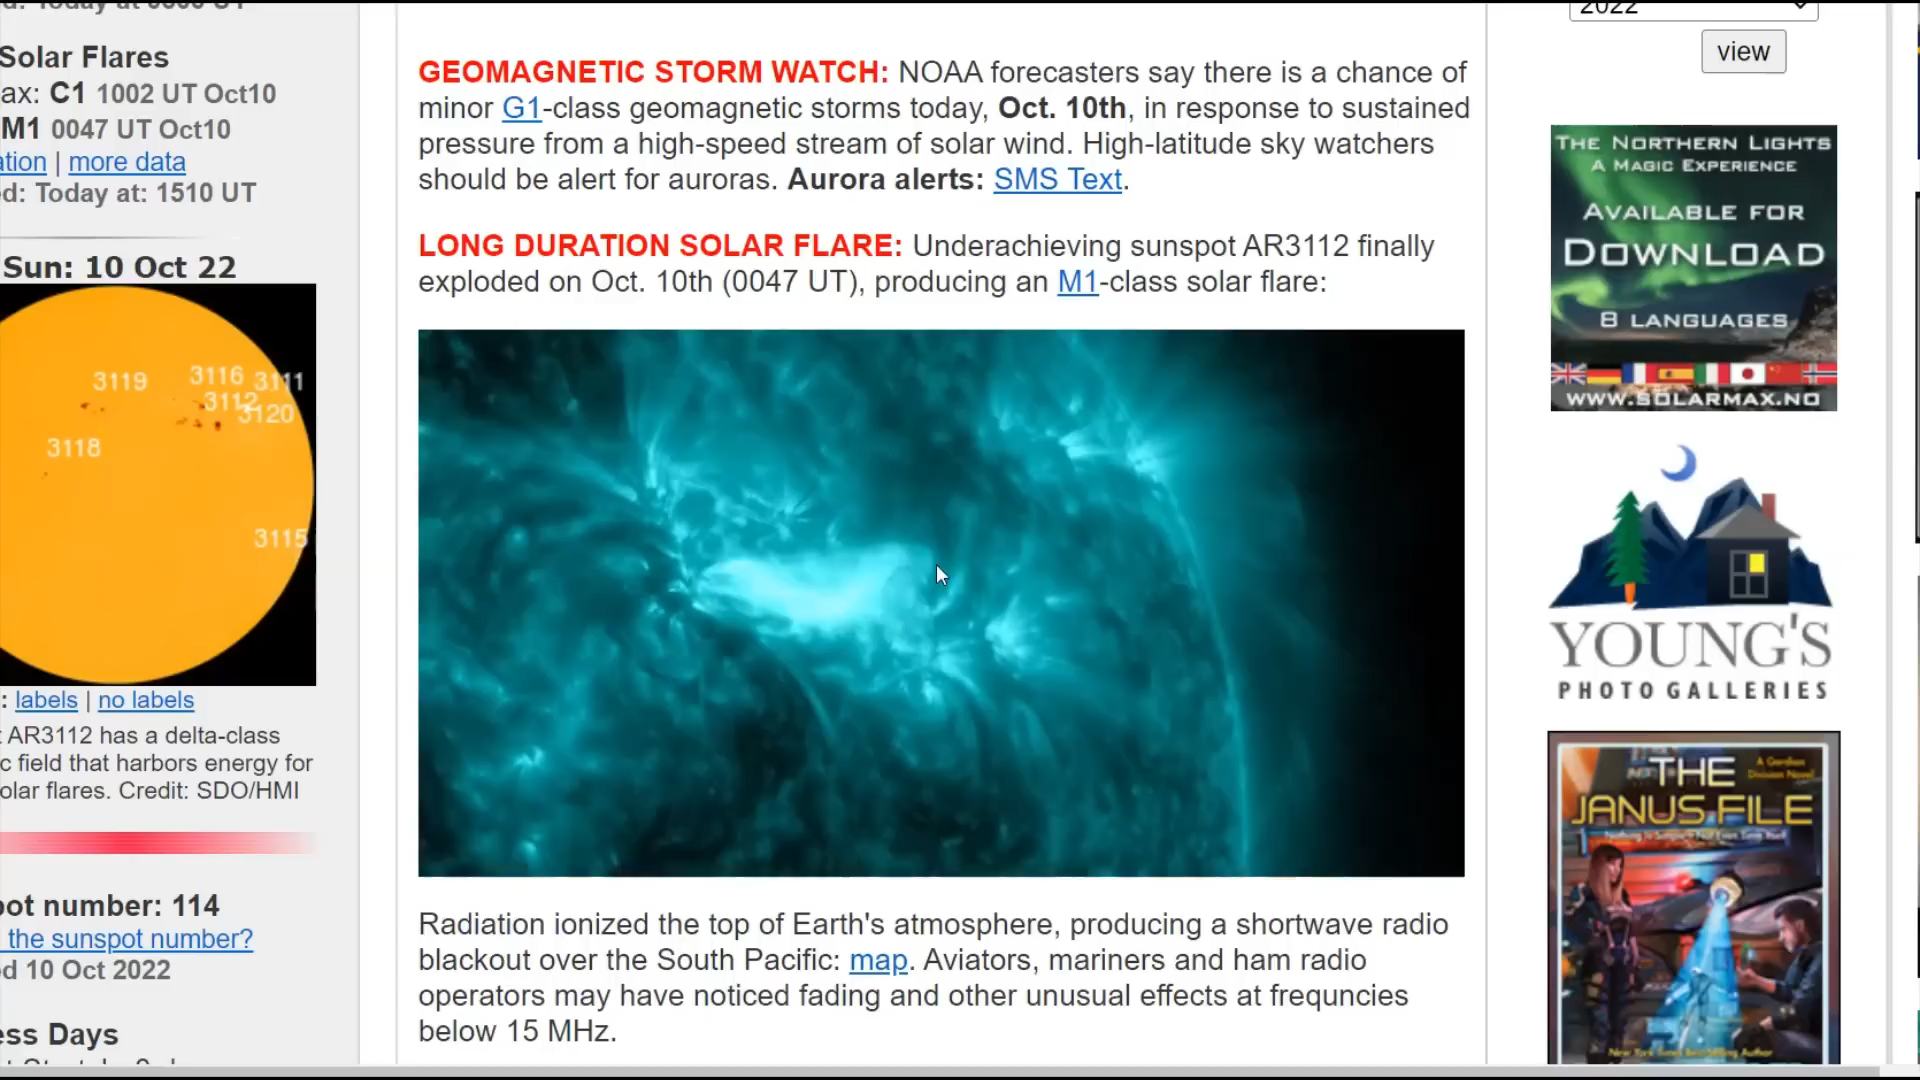 Solar Flares
ax: C1 1002 UT Oct10
M1 0047 UT Oct10
ation | more data
d: Today at: 1510 UT
Sun: 10 Oct 22
3119
3116
3111
3112
3120
3118
3115
: labels | no labels
AR3112 has a delta-class
c field that harbors energy for
olar flares. Credit: SDO/HMI
ot number: 114
the sunspot number?
d 10 Oct 2022
ess Days
GEOMAGNETIC STORM WATCH: NOAA forecasters say there is a chance of
minor G1-class geomagnetic storms today, Oct. 10th, in response to sustained
pressure from a high-speed stream of solar wind. High-latitude sky watchers
should be alert for auroras. Aurora alerts: SMS Text.
LONG DURATION SOLAR FLARE: Underachieving sunspot AR3112 finally
exploded on Oct. 10th (0047 UT), producing an M1-class solar flare:
Radiation ionized the top of Earth's atmosphere, producing a shortwave radio
blackout over the South Pacific: map. Aviators, mariners and ham radio
operators may have noticed fading and other unusual effects at frequncies
below 15 MHz.
2022
view
THE NORTHERN LIGHTS
A MAGIC EXPERIENCE
AVAILABLE FOR
DOWNLOAD
8 LANGUAGES
WWW.SOLARMAX.NO
YOUNG'S
PHOTO GALLERIES
A Gordian
Division Novel
THE
JANUS FILE
New York Times Bestselling Author